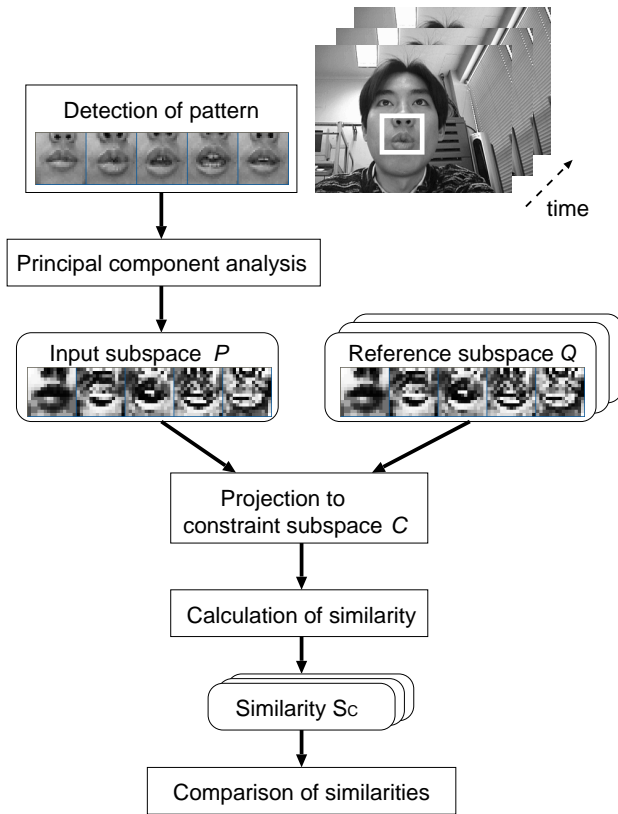 Detection of pattern
time
Principal component analysis
Input subspace P
Reference subspace Q
Projection to
constraint subspace C
Calculation of similarity
Similarity Sc
Comparison of similarities